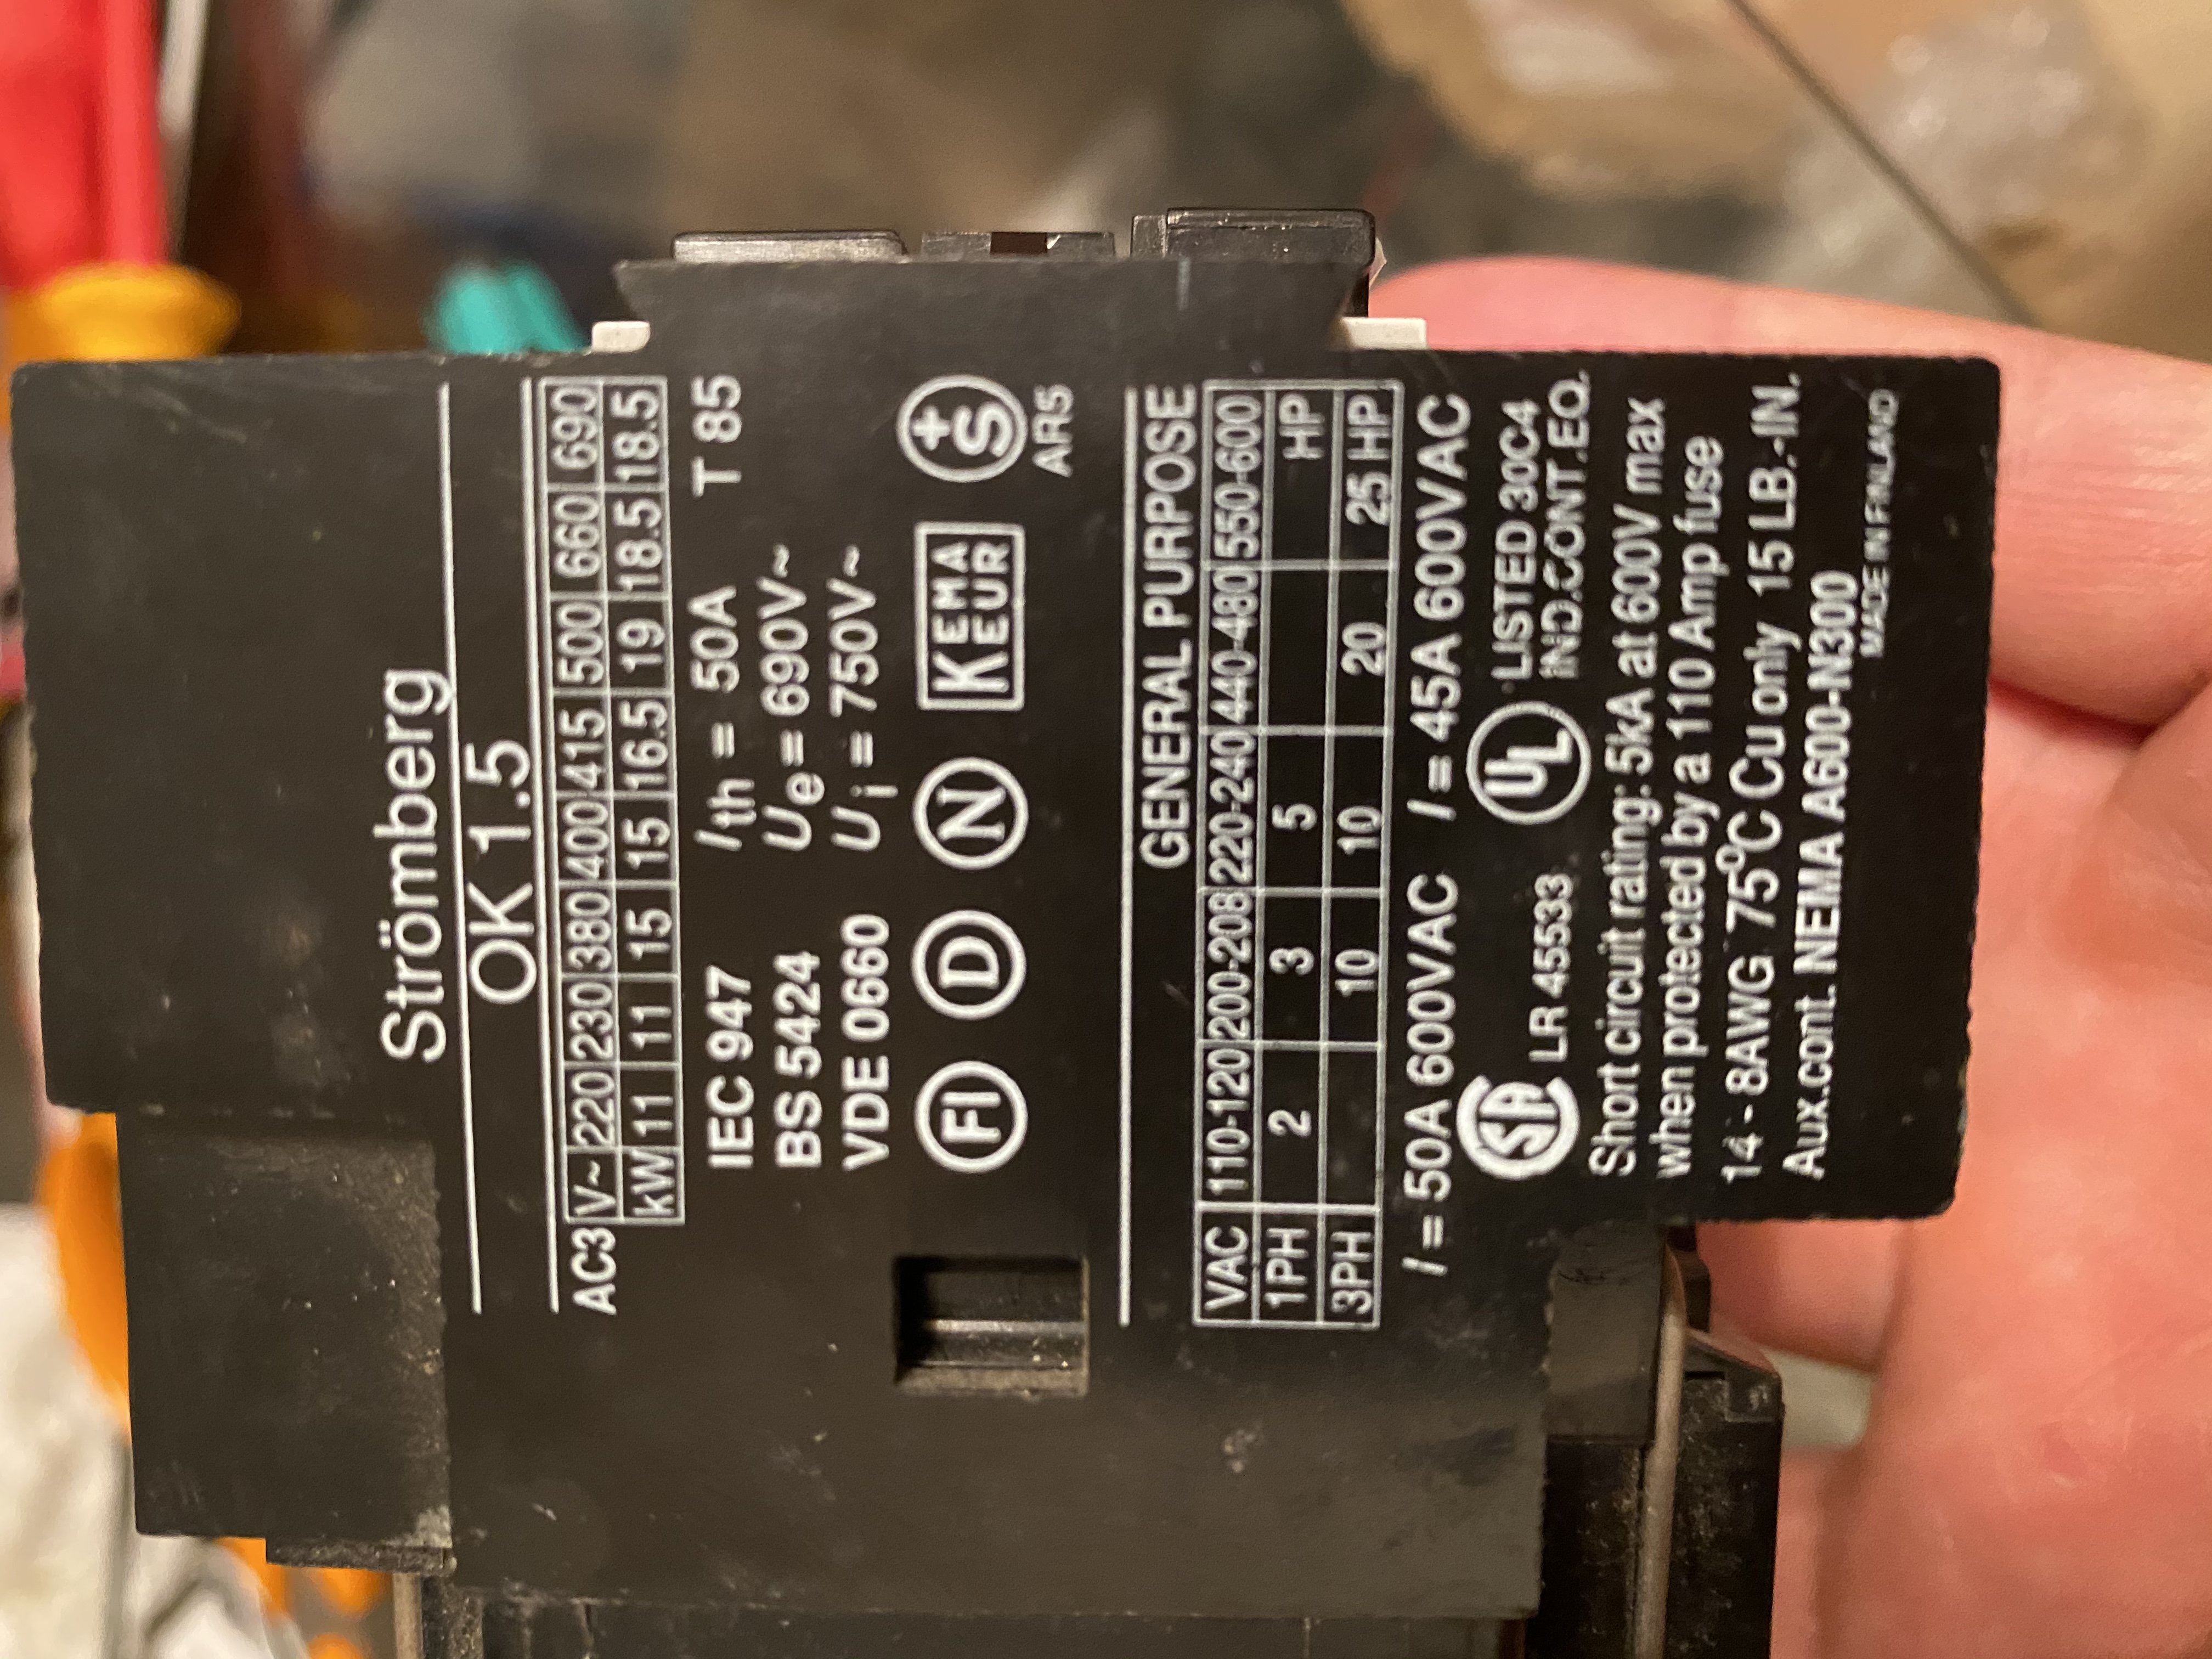 Strömberg
OK 1.5
AC3 V~ 220 230 380 400 415 500 660 690
kW 11 11 15 15 16.5 19 18.5 18.5
IEC 947 Ith = 50A T 85
BS 5424 Ue = 690V~
VDE 0660 Ui = 750V~
FI D N KEMA KEUR +S
AR5
GENERAL PURPOSE
VAC 110-120 200-208 220-240 440-480 550-600
1PH 2 3 5 HP
3PH 10 10 20 25 HP
I = 50A 600VAC I = 45A 600VAC
SA LR 45533 UL LISTED 30C4
IND.CONT.EQ.
Short circuit rating: 5kA at 600V max
when protected by a 110 Amp fuse
14 - 8AWG 75°C Cu only 15 LB.-IN.
Aux.cont. NEMA A600-N300
MADE IN FINLAND